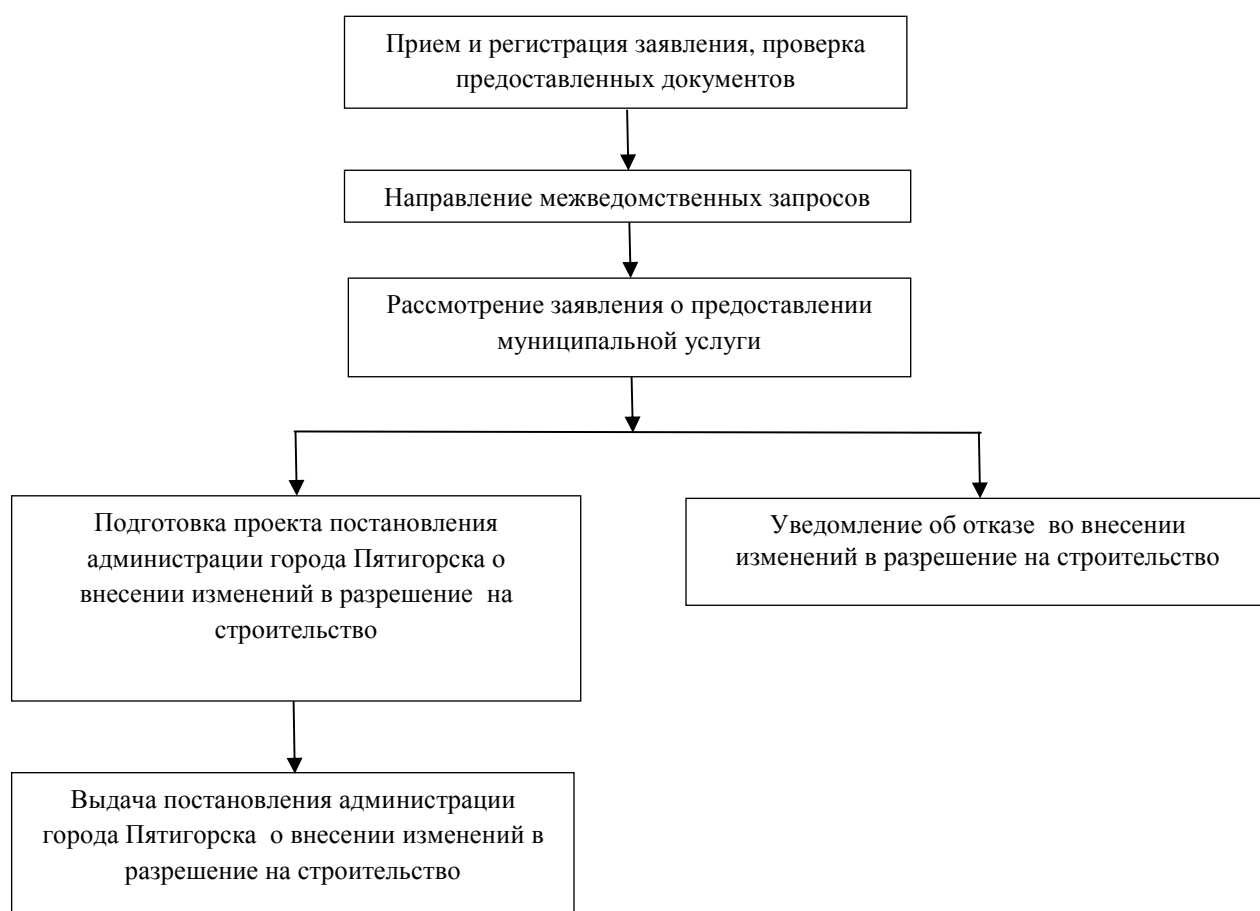 Прием и регистрация заявления, проверка
предоставленных документов
Направление межведомственных запросов
Рассмотрение заявления о предоставлении
муниципальной услуги
Подготовка проекта постановления
администрации города Пятигорска о
внесении изменений в разрешение  на
строительство
Уведомление об отказе  во внесении
изменений в разрешение на строительство
Выдача постановления администрации
города Пятигорска  о внесении изменений в
разрешение на строительство